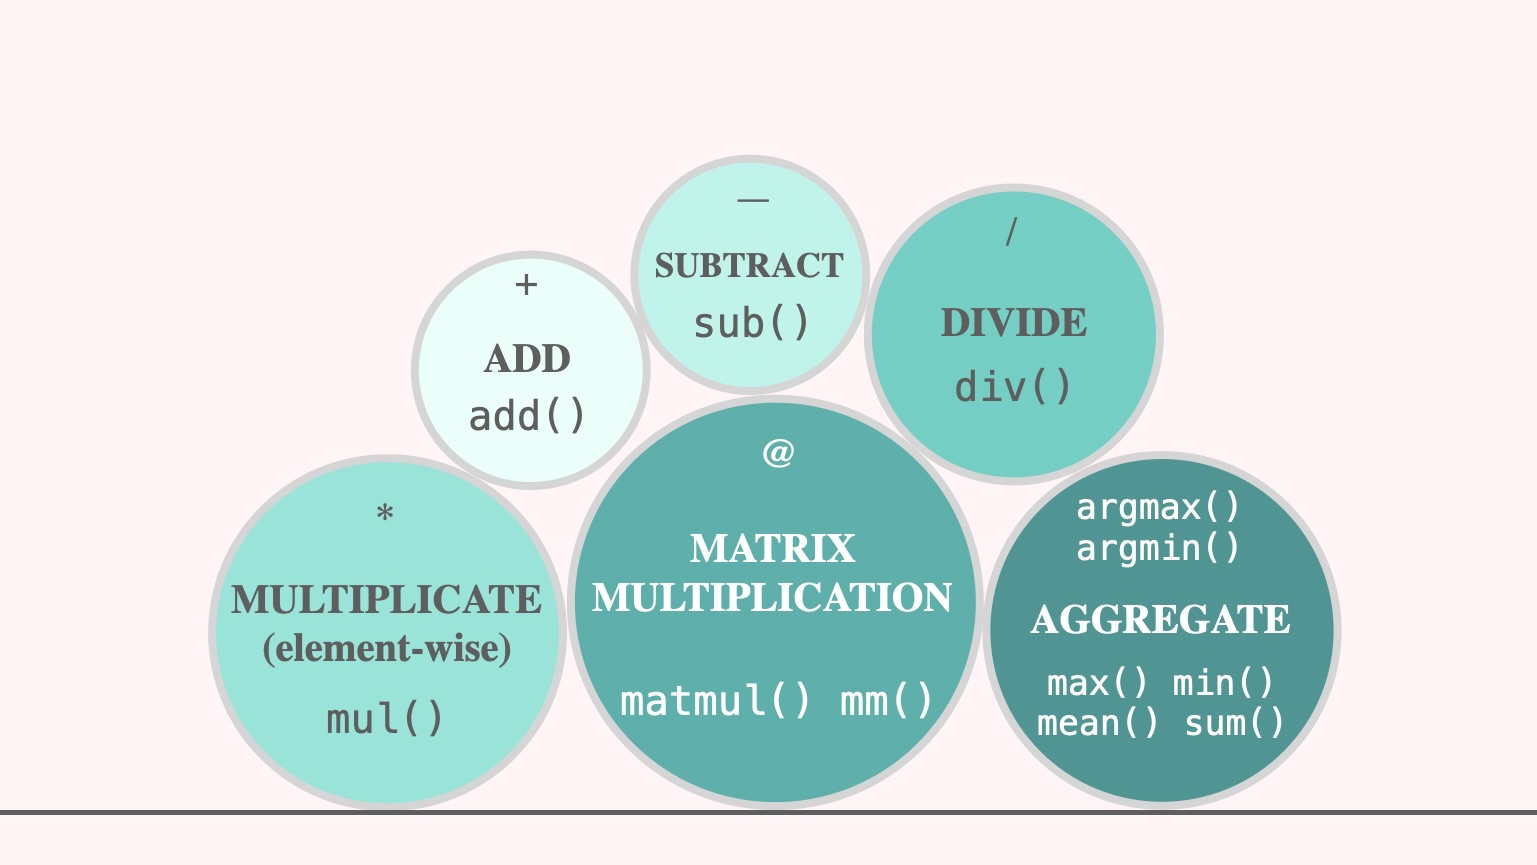 —
SUBTRACT
sub()
/
DIVIDE
div()
+
ADD
add()
@
MATRIX
MULTIPLICATION
matmul() mm()
*
MULTIPLICATE
(element-wise)
mul()
argmax()
argmin()
AGGREGATE
max() min()
mean() sum()